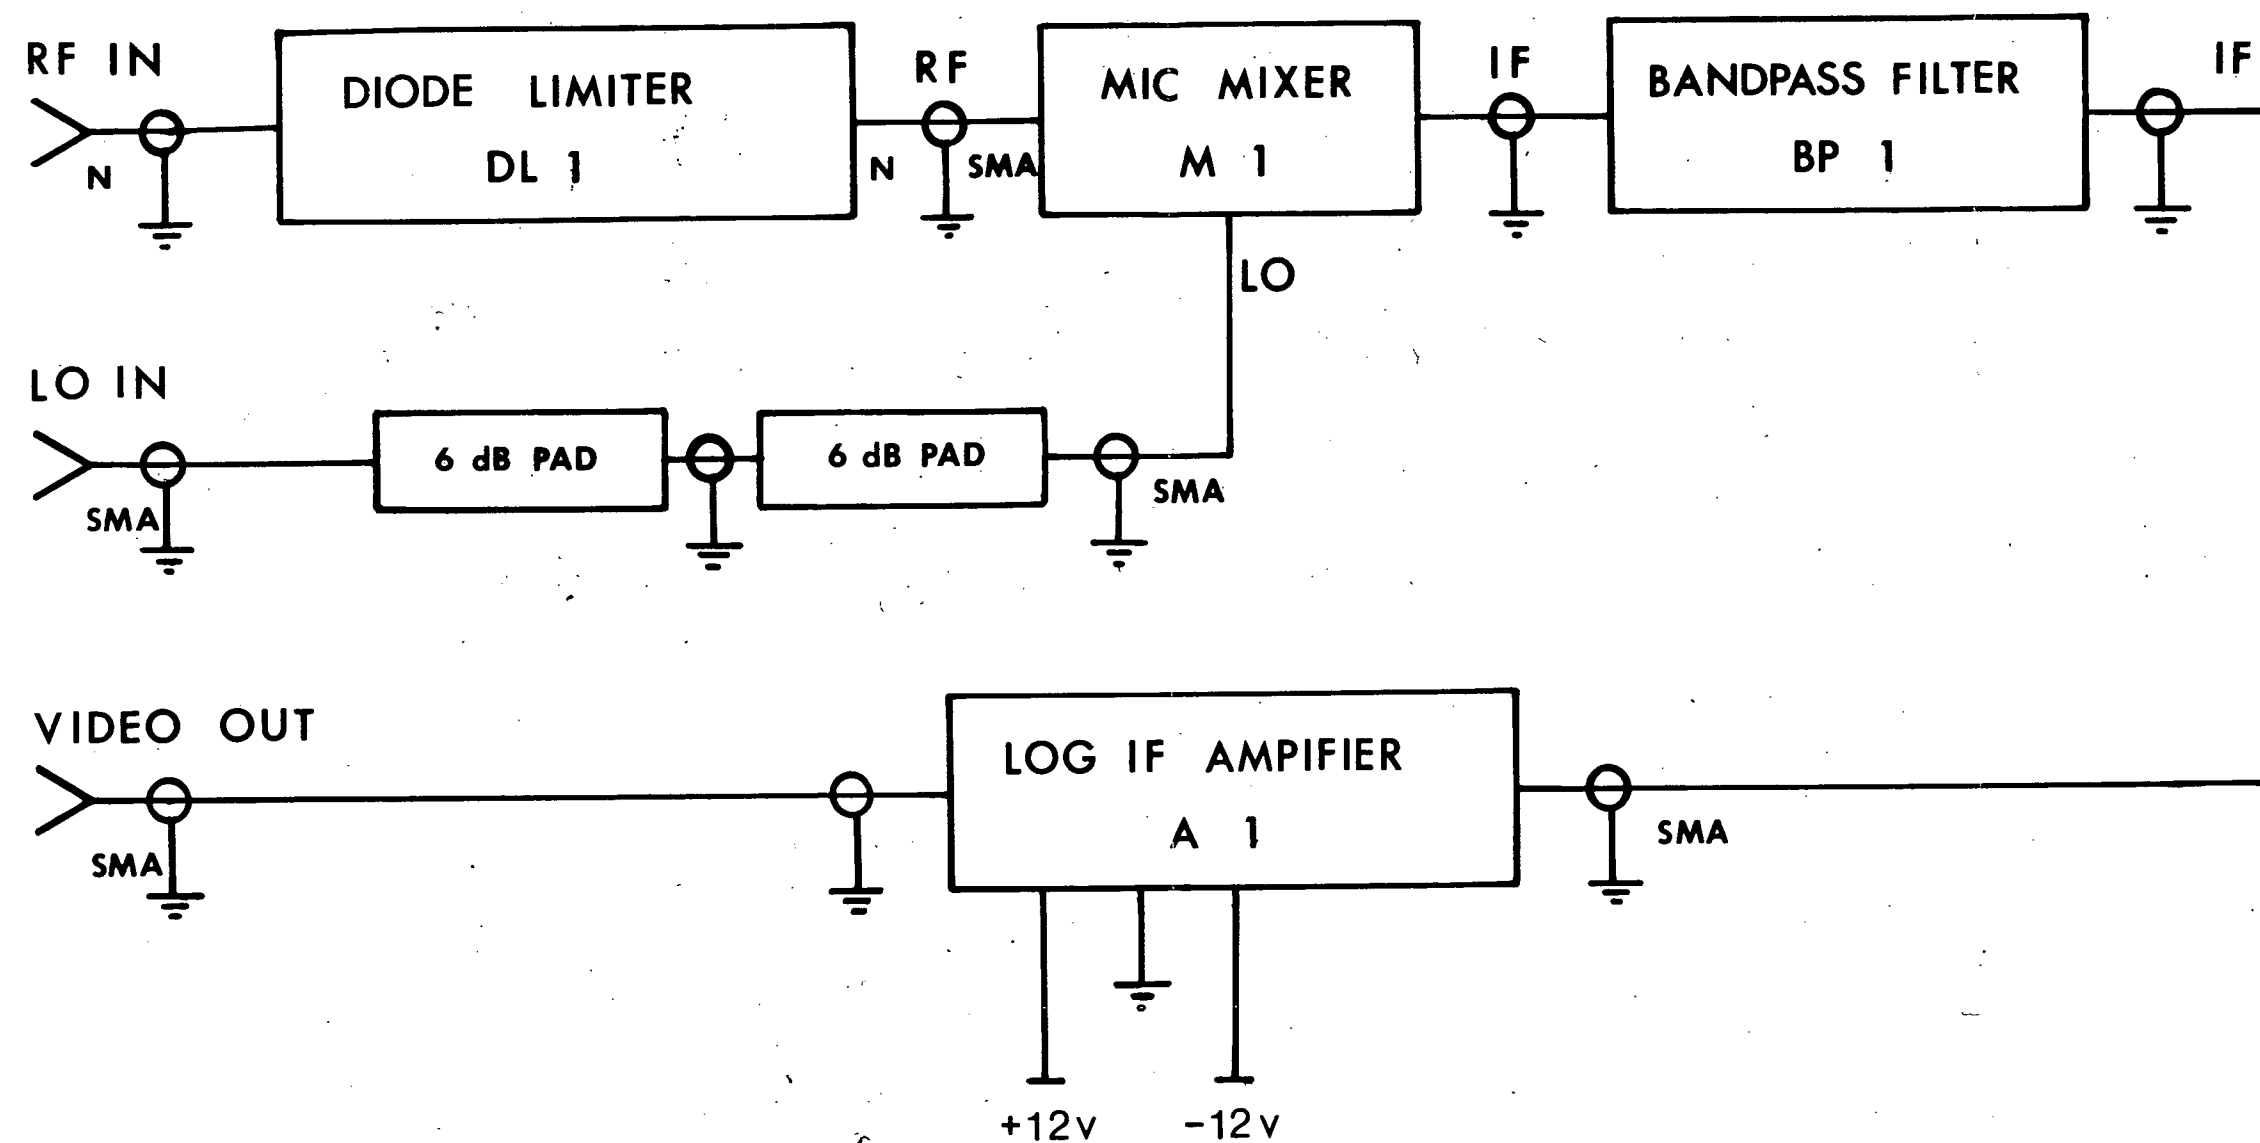 RF IN
N
DIODE LIMITER
DL 1
N
RF
SMA
MIC MIXER
M 1
IF
BANDPASS FILTER
BP 1
IF
LO
LO IN
SMA
6 dB PAD
6 dB PAD
SMA
VIDEO OUT
SMA
LOG IF AMPIFIER
A 1
SMA
+12v
-12v